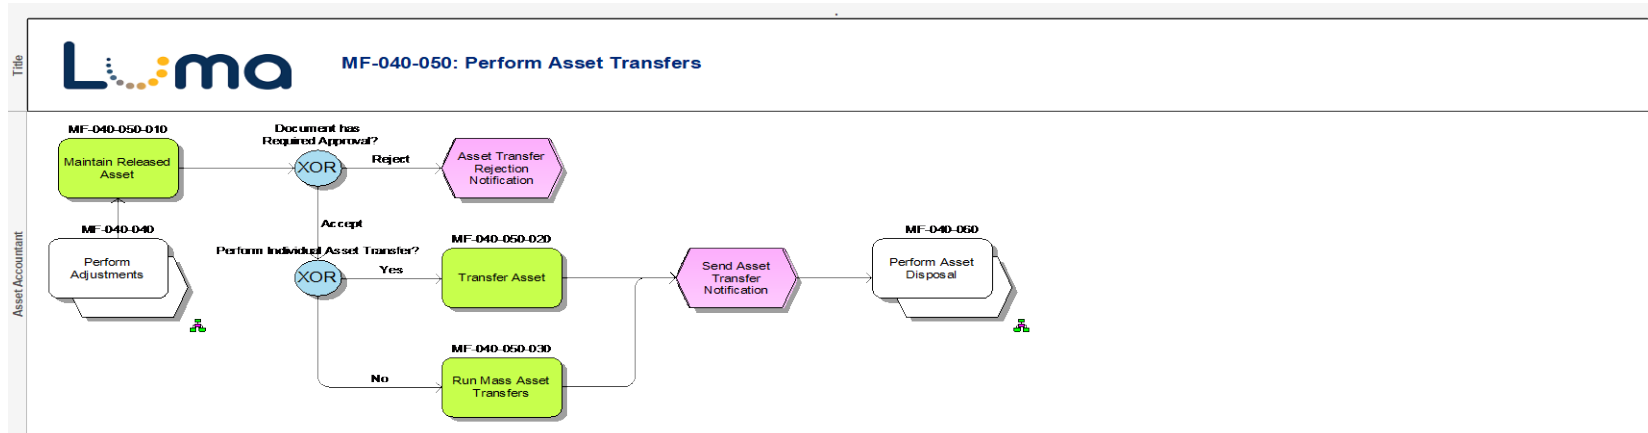 Title
Luma
MF-040-050: Perform Asset Transfers
Asset Accountant
MF-040-050-010
Maintain Released
Asset
Document has
Required Approval?
XOR
Reject
Asset Transfer
Rejection
Notification
MF-040-040
Perform
Adjustments
Accept
Perform Individual Asset Transfer?
XOR
Yes
MF-040-050-020
Transfer Asset
Send Asset
Transfer
Notification
MF-040-060
Perform Asset
Disposal
No
MF-040-050-030
Run Mass Asset
Transfers